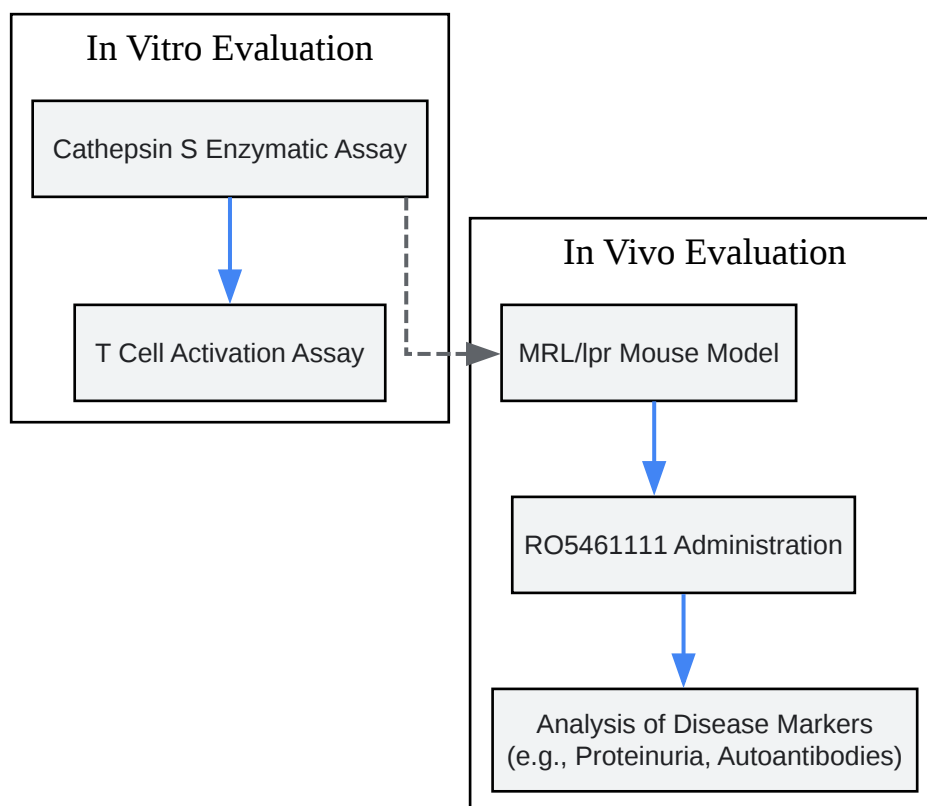 In Vitro Evaluation
Cathepsin S Enzymatic Assay
T Cell Activation Assay
In Vivo Evaluation
MRL/lpr Mouse Model
RO5461111 Administration
Analysis of Disease Markers
(e.g., Proteinuria, Autoantibodies)